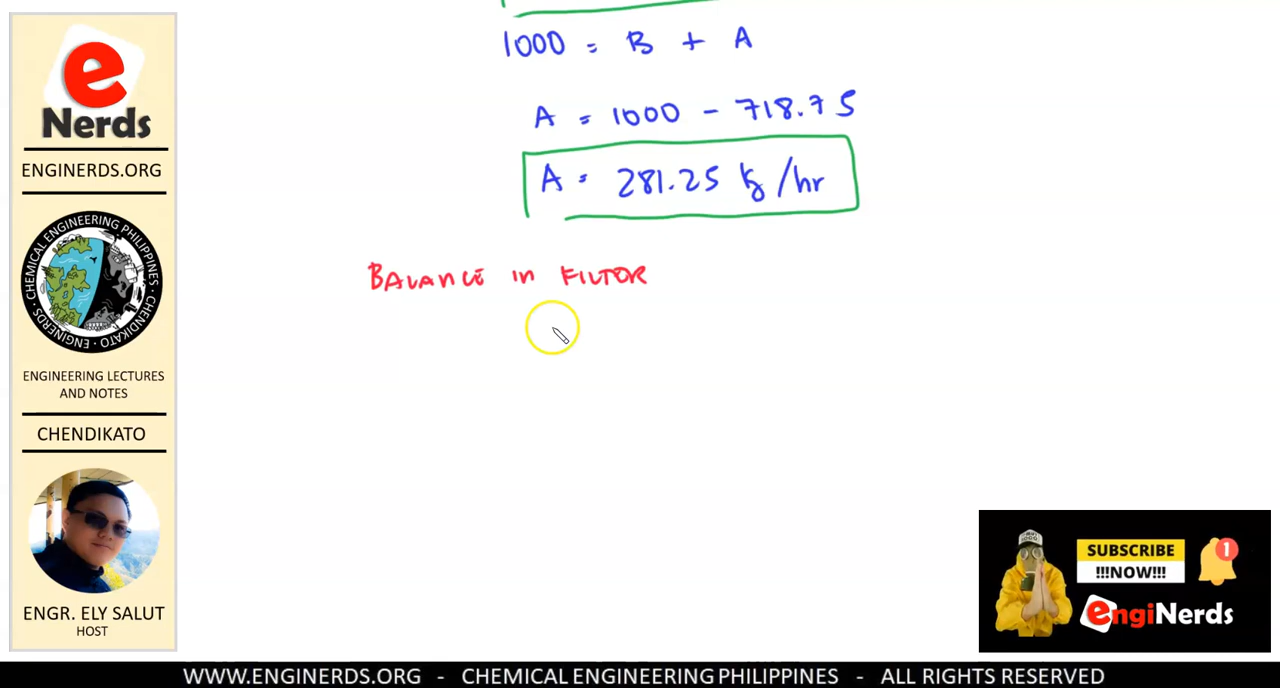 e
Nerds
ENGINERDS.ORG
CHEMICAL ENGINEERING PHILIPPINES
· CHENDIKATO · ENGINERDS ·
ENGINEERING LECTURES
AND NOTES
CHENDIKATO
ENGR. ELY SALUT
HOST
1000 = B + A
A = 1000 - 718.75
A = 281.25 kg/hr
BALANCE in FILTOR
SUBSCRIBE
!!!NOW!!!
1
engiNerds
WWW.ENGINERDS.ORG - CHEMICAL ENGINEERING PHILIPPINES - ALL RIGHTS RESERVED